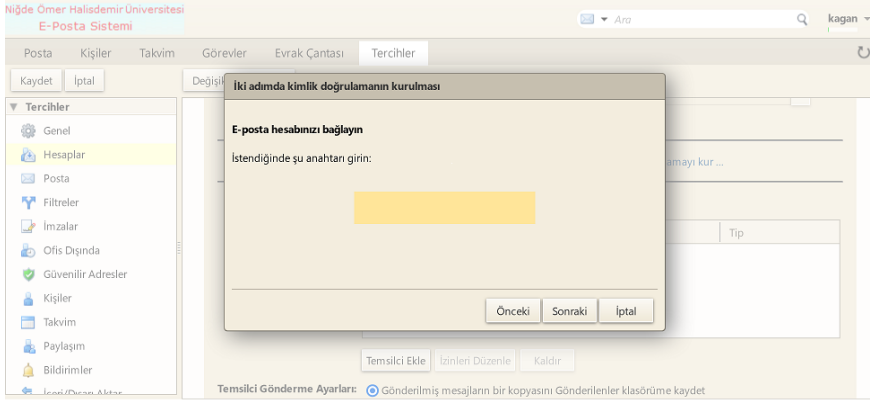 Niğde Ömer Halisdemir Üniversitesi
E-Posta Sistemi
Ara
kagan
Posta Kişiler Takvim Görevler Evrak Çantası Tercihler
Kaydet İptal Değişik
Tercihler
Genel
Hesaplar
Posta
Filtreler
İmzalar
Ofis Dışında
Güvenilir Adresler
Kişiler
Takvim
Paylaşım
Bildirimler
İçeri/Dışarı Aktar
İki adımda kimlik doğrulamanın kurulması
E-posta hesabınızı bağlayın
İstendiğinde şu anahtarı girin:
Önceki Sonraki İptal
amayı kur ...
Tip
Temsilci Ekle İzinleri Düzenle Kaldır
Temsilci Gönderme Ayarları: Gönderilmiş mesajların bir kopyasını Gönderilenler klasörüme kaydet